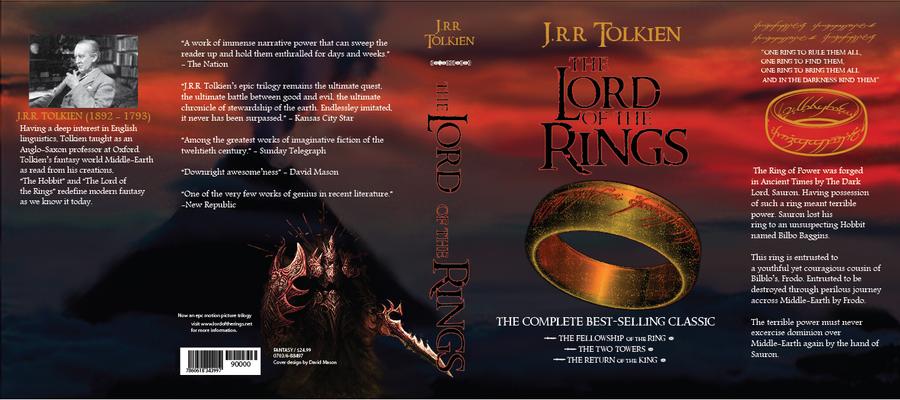 J.R.R. TOLKIEN (1892 - 1793)
Having a deep interest in English
linguistics, Tolkien taught as an
Anglo-Saxon professor at Oxford.
Tolkien's fantasy world Middle-Earth
as read from his creations,
"The Hobbit" and "The Lord of
the Rings" redefine modern fantasy
as we know it today.
"A work of immense narrative power that can sweep the
reader up and hold them enthralled for days and weeks."
- The Nation
"J.R.R. Tolkien's epic trilogy remains the ultimate quest,
the ultimate battle between good and evil, the ultimate
chronicle of stewardship of the earth. Endlessley imitated,
it never has been surpassed." - Kansas City Star
"Among the greatest works of imaginative fiction of the
twehtieth century." - Sunday Telegraph
"Downright awesome'ness" - David Mason
"One of the very few works of genius in recent literature."
-New Republic
Now an epic motion picture trilogy
visit www.lordoftherings.net
for more information.
90000
FANTASY / $24.99
Cover design by David Mason
J.R.R
TOLKIEN
THE LORD OF THE RINGS
J.R.R TOLKIEN
THE
LORD
OF THE
RINGS
THE COMPLETE BEST-SELLING CLASSIC
THE FELLOWSHIP OF THE RING
THE TWO TOWERS
THE RETURN OF THE KING
"ONE RING TO RULE THEM ALL,
ONE RING TO FIND THEM,
ONE RING TO BRING THEM ALL
AND IN THE DARKNESS BIND THEM"
The Ring of Power was forged
in Ancient Times by The Dark
Lord, Sauron. Having possession
of such a ring meant terrible
power. Sauron lost his
ring to an unsuspecting Hobbit
named Bilbo Baggins.
This ring is entrusted to
a youthful yet couragious cousin of
Bilblo's, Frodo. Entrusted to be
destroyed through perilous journey
accross Middle-Earth by Frodo.
The terrible power must never
excercise dominion over
Middle-Earth again by the hand of
Sauron.